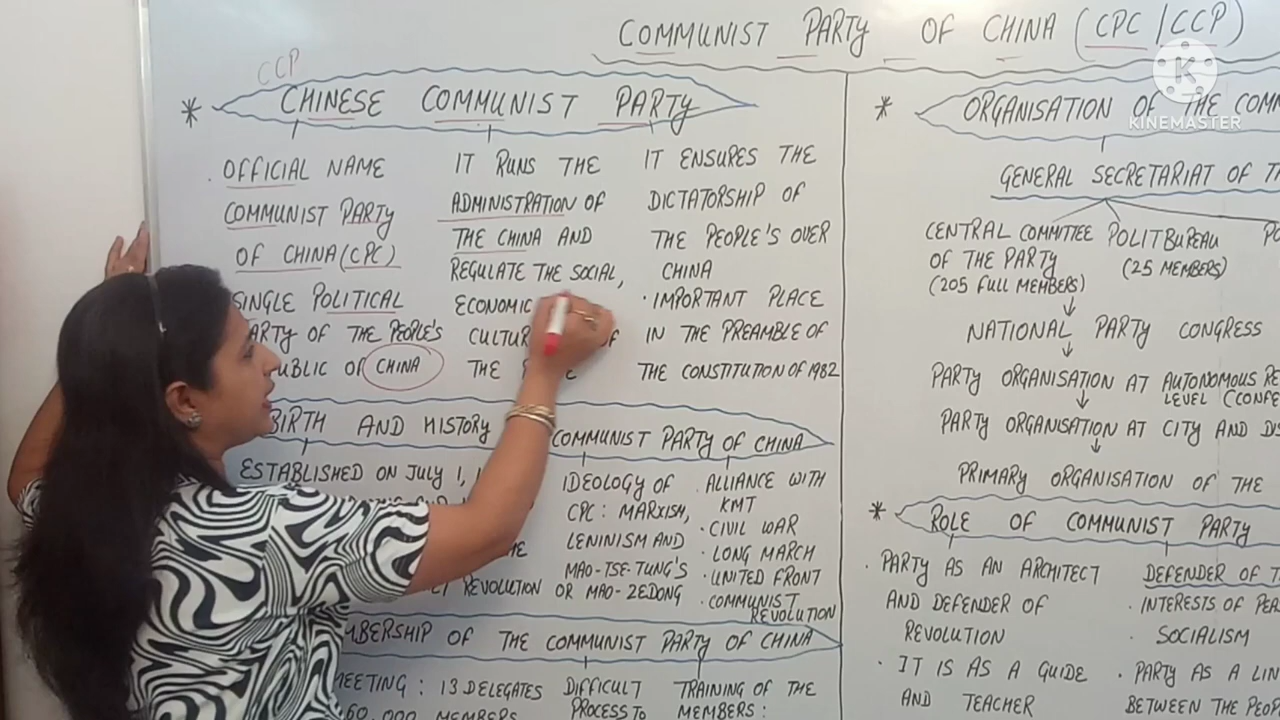 COMMUNIST PARTY OF CHINA (CPC/CCP)
CCP
* CHINESE COMMUNIST PARTY
. OFFICIAL NAME
COMMUNIST PARTY
OF CHINA (CPC)
SINGLE POLITICAL
OF THE PEOPLE'S
OF CHINA
IT RUNS THE
ADMINISTRATION OF
THE CHINA AND
REGULATE THE SOCIAL,
ECONOMIC
THE
IT ENSURES THE
DICTATORSHIP OF
THE PEOPLE'S OVER
CHINA
. IMPORTANT PLACE
IN THE PREAMBLE OF
THE CONSTITUTION OF 1982
BIRTH AND HISTORY COMMUNIST PARTY OF CHINA
ESTABLISHED ON JULY 1,
REVOLUTION
IDEOLOGY OF
CPC: MARXISM,
LENINISM AND
MAO-TSE-TUNG'S
OR MAO-ZEDONG
. ALLIANCE WITH
KMT
. CIVIL WAR
. LONG MARCH
. UNITED FRONT
. COMMUNIST
REVOLUTION
OF THE COMMUNIST PARTY OF CHINA
MEETING: 13 DELEGATES
60,000 MEMBERS
DIFFICULT
PROCESS TO
TRAINING OF THE
MEMBERS:
* ORGANISATION OF THE
GENERAL SECRETARIAT OF
CENTRAL COMMITTEE
OF THE PARTY
(205 FULL MEMBERS)
POLITBUREAU
(25 MEMBERS)
NATIONAL PARTY CONGRESS
PARTY ORGANISATION AT AUTONOMOUS
LEVEL
PARTY ORGANISATION AT CITY AND
PRIMARY ORGANISATION OF THE
* ROLE OF COMMUNIST PARTY
. PARTY AS AN ARCHITECT
AND DEFENDER OF
REVOLUTION
. IT IS AS A GUIDE
AND TEACHER
DEFENDER OF
. INTERESTS OF
. SOCIALISM
. PARTY AS A
BETWEEN THE
K
KINEMASTER